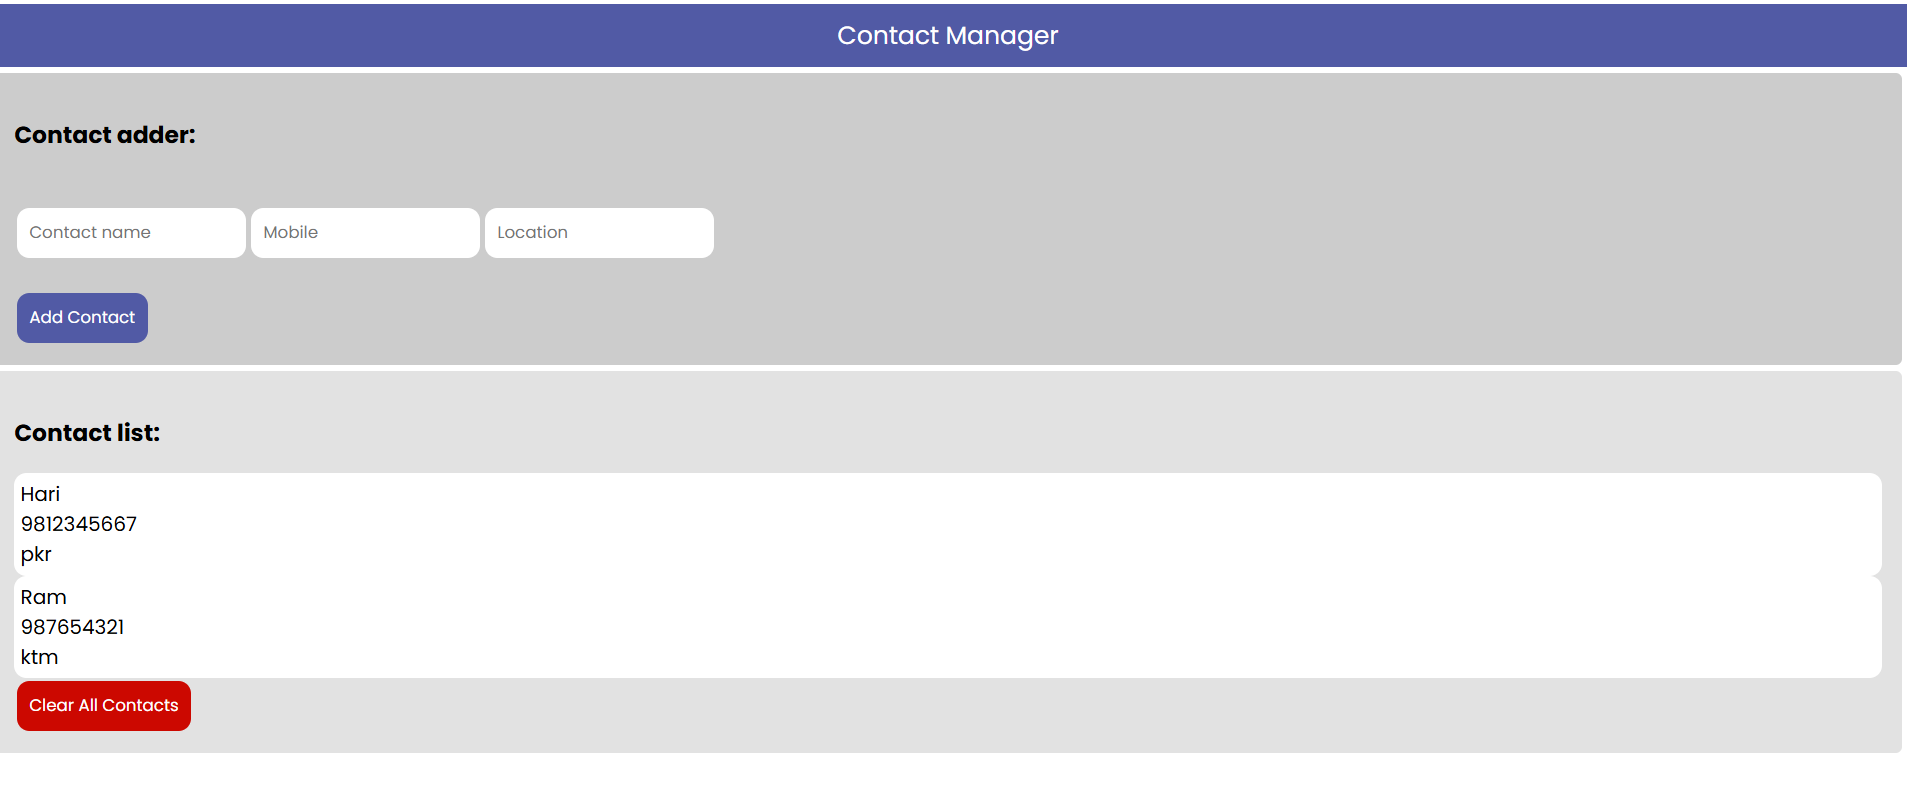 Contact Manager
Contact adder:
Contact name Mobile Location
Add Contact
Contact list:
Hari
9812345667
pkr
Ram
987654321
ktm
Clear All Contacts